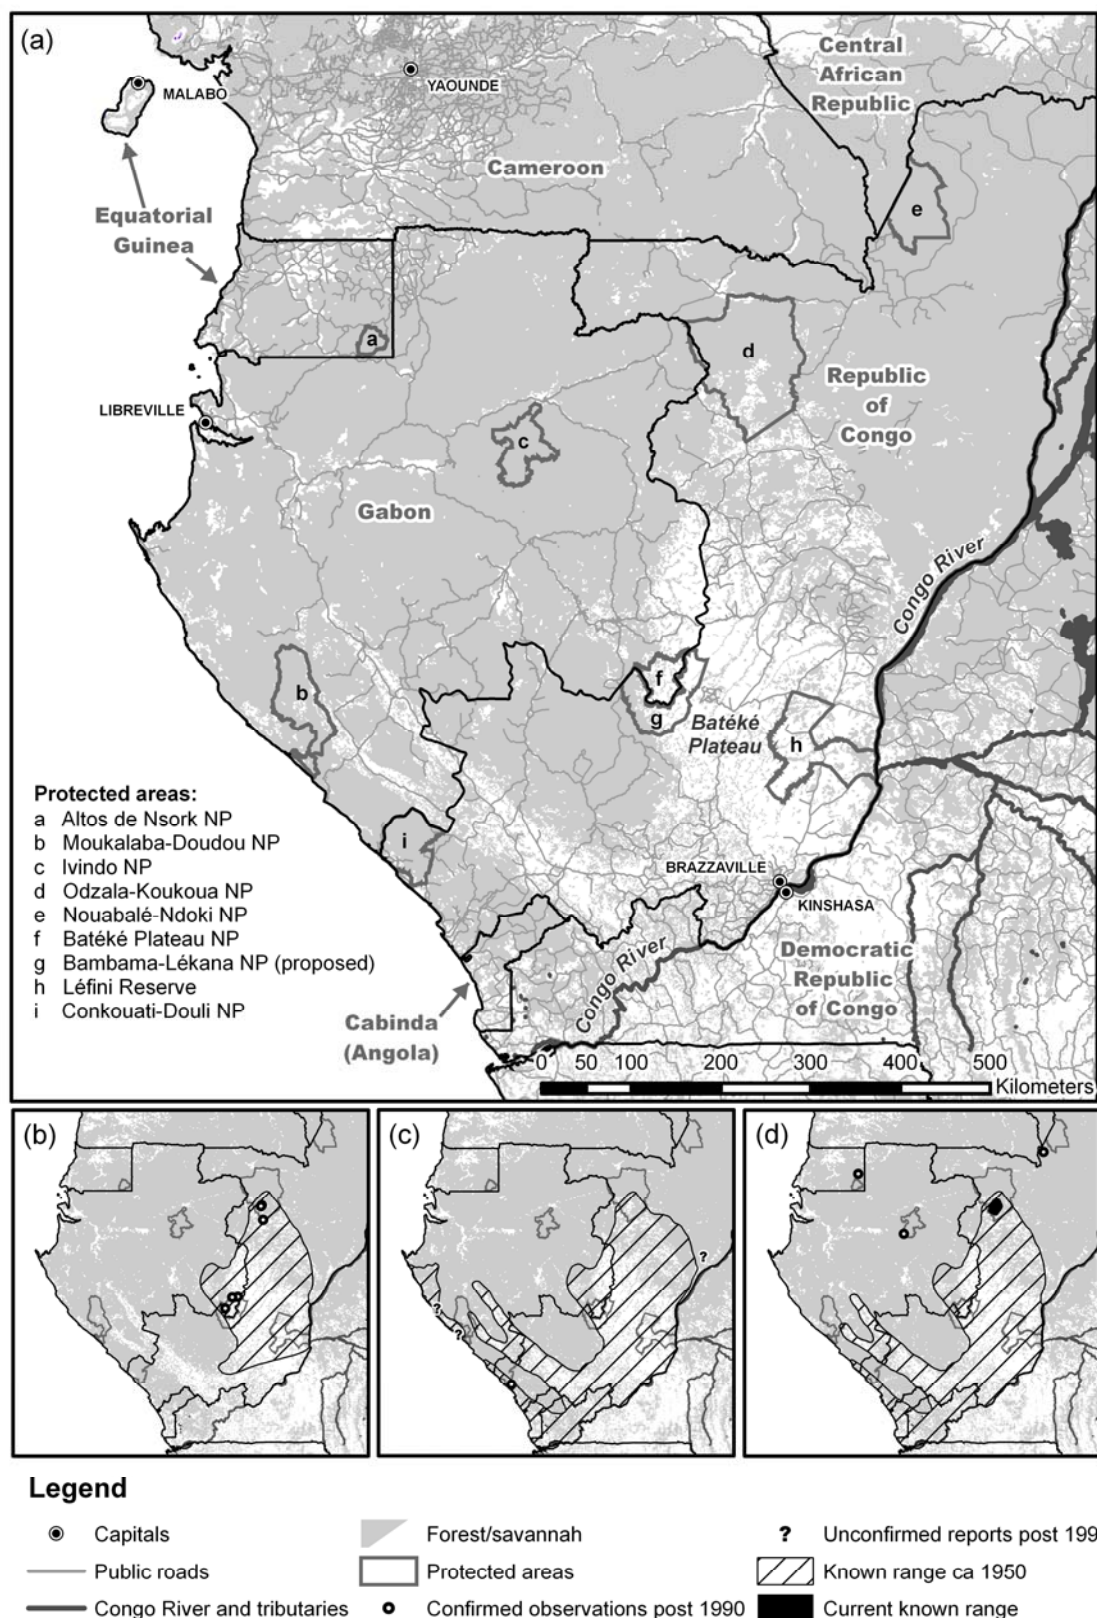 (a)
Central
African
Republic
MALABO
YAOUNDE
Cameroon
e
Equatorial
Guinea
a
d
Republic
of
Congo
LIBREVILLE
c
Gabon
Congo River
b
f
g
Batéké
Plateau
h
Protected areas:
a Altos de Nsork NP
b Moukalaba-Doudou NP
c Ivindo NP
d Odzala-Koukoua NP
e Nouabalé-Ndoki NP
f Batéké Plateau NP
g Bambama-Lékana NP (proposed)
h Léfini Reserve
i Conkouati-Douli NP
i
BRAZZAVILLE
KINSHASA
Democratic
Republic
of Congo
Congo River
Cabinda
(Angola)
0 50 100 200 300 400 500
Kilometers
(b)
(c)
?
?
?
(d)
Legend
Capitals
Forest/savannah
? Unconfirmed reports post 199
Public roads
Protected areas
Known range ca 1950
Congo River and tributaries
Confirmed observations post 1990
Current known range